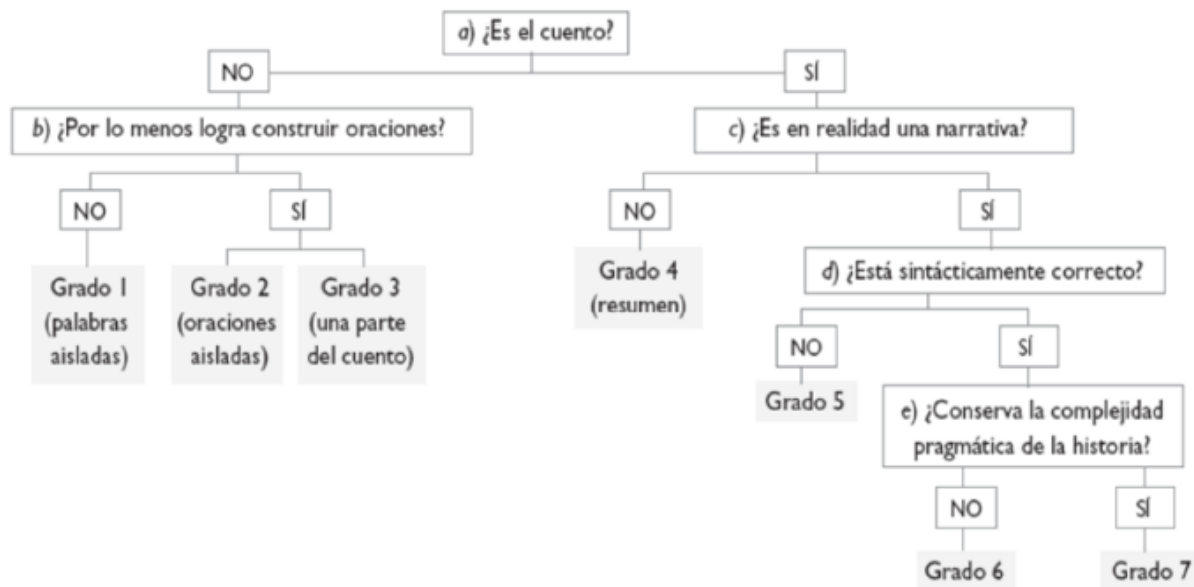 a) ¿Es el cuento?
NO
SÍ
b) ¿Por lo menos logra construir oraciones?
c) ¿Es en realidad una narrativa?
NO
SÍ
NO
SÍ
Grado 1
(palabras
aisladas)
Grado 2
(oraciones
aisladas)
Grado 3
(una parte
del cuento)
Grado 4
(resumen)
d) ¿Está sintácticamente correcto?
NO
SÍ
Grado 5
e) ¿Conserva la complejidad
pragmática de la historia?
NO
SÍ
Grado 6
Grado 7